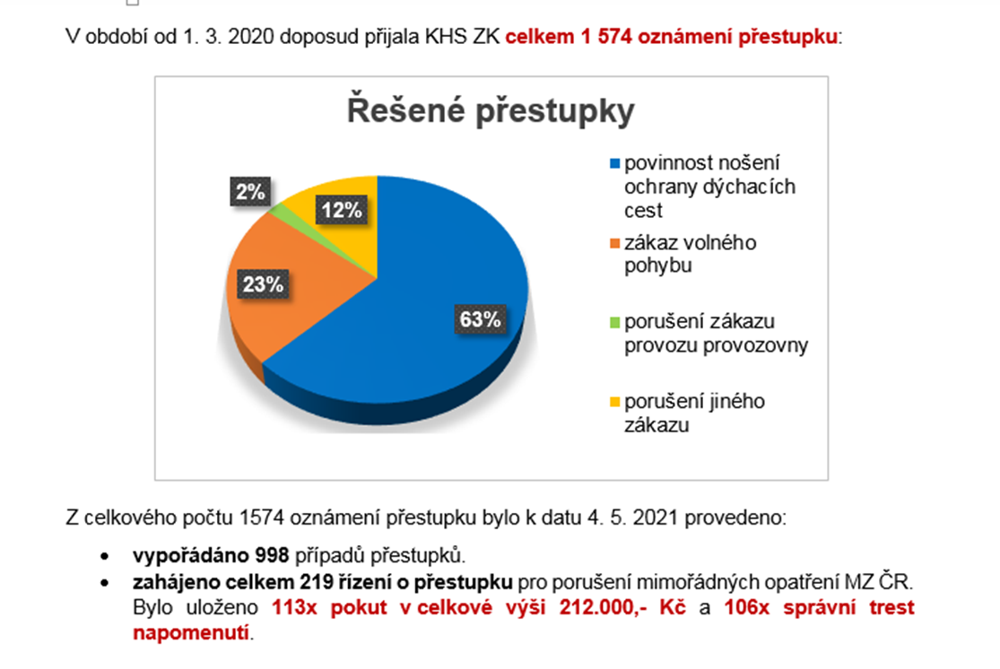 V období od 1. 3. 2020 doposud přijala KHS ZK celkem 1 574 oznámení přestupku:
Řešené přestupky
2%
12%
23%
63%
povinnost nošení
ochrany dýchacích
cest
zákaz volného
pohybu
porušení zákazu
provozu provozovny
porušení jiného
zákazu
Z celkového počtu 1574 oznámení přestupku bylo k datu 4. 5. 2021 provedeno:
• vypořádáno 998 případů přestupků.
• zahájeno celkem 219 řízení o přestupku pro porušení mimořádných opatření MZ ČR.
Bylo uloženo 113x pokut v celkové výši 212.000,- Kč a 106x správní trest
napomenutí.